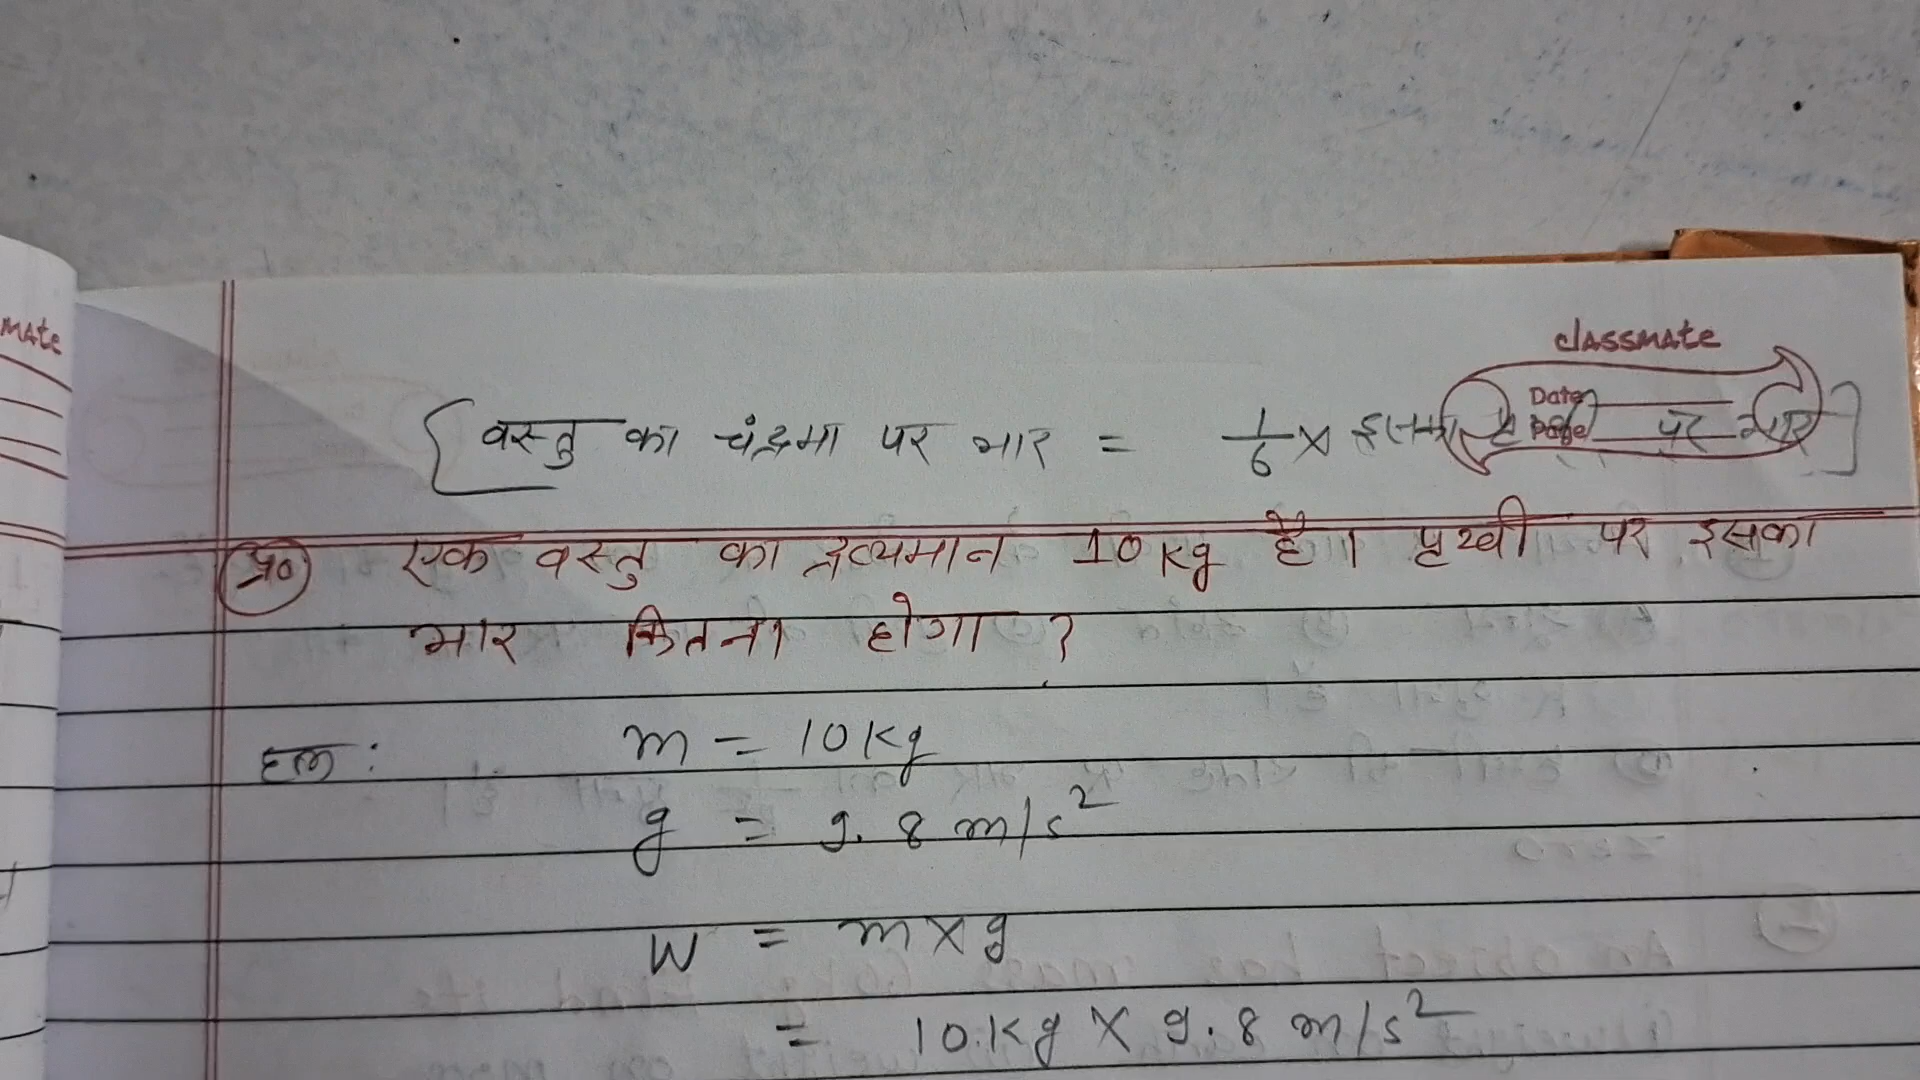 mate
classmate
Date
Page
[वस्तु का चंद्रमा पर भार = 1/6 × इसका पृथ्वी पर भार]
प्र० एक वस्तु का द्रव्यमान 10 kg है। पृथ्वी पर इसका
भार कितना होगा ?
हल : m = 10 kg
g = 9.8 m/s²
W = m × g
= 10 kg × 9.8 m/s²